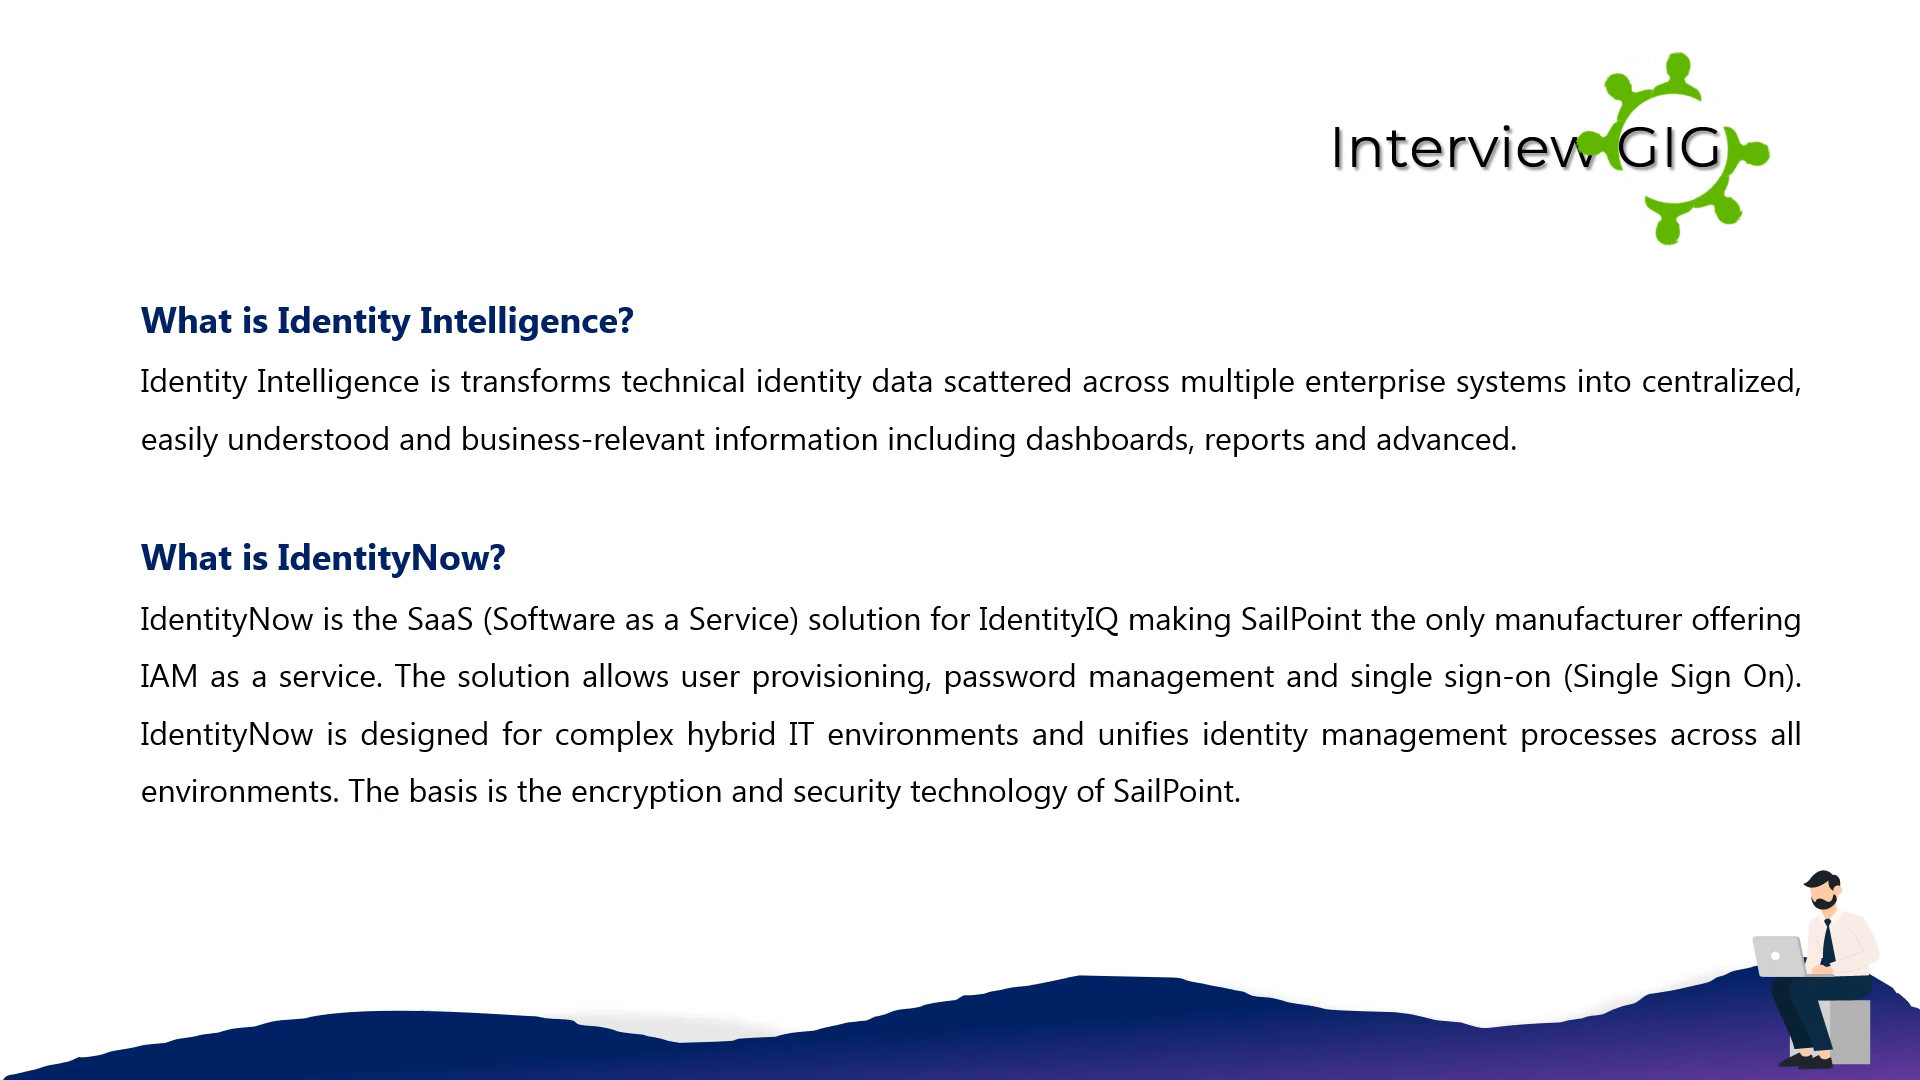 Interview GIG
What is Identity Intelligence?
Identity Intelligence is transforms technical identity data scattered across multiple enterprise systems into centralized,
easily understood and business-relevant information including dashboards, reports and advanced.
What is IdentityNow?
IdentityNow is the SaaS (Software as a Service) solution for IdentityIQ making SailPoint the only manufacturer offering
IAM as a service. The solution allows user provisioning, password management and single sign-on (Single Sign On).
IdentityNow is designed for complex hybrid IT environments and unifies identity management processes across all
environments. The basis is the encryption and security technology of SailPoint.